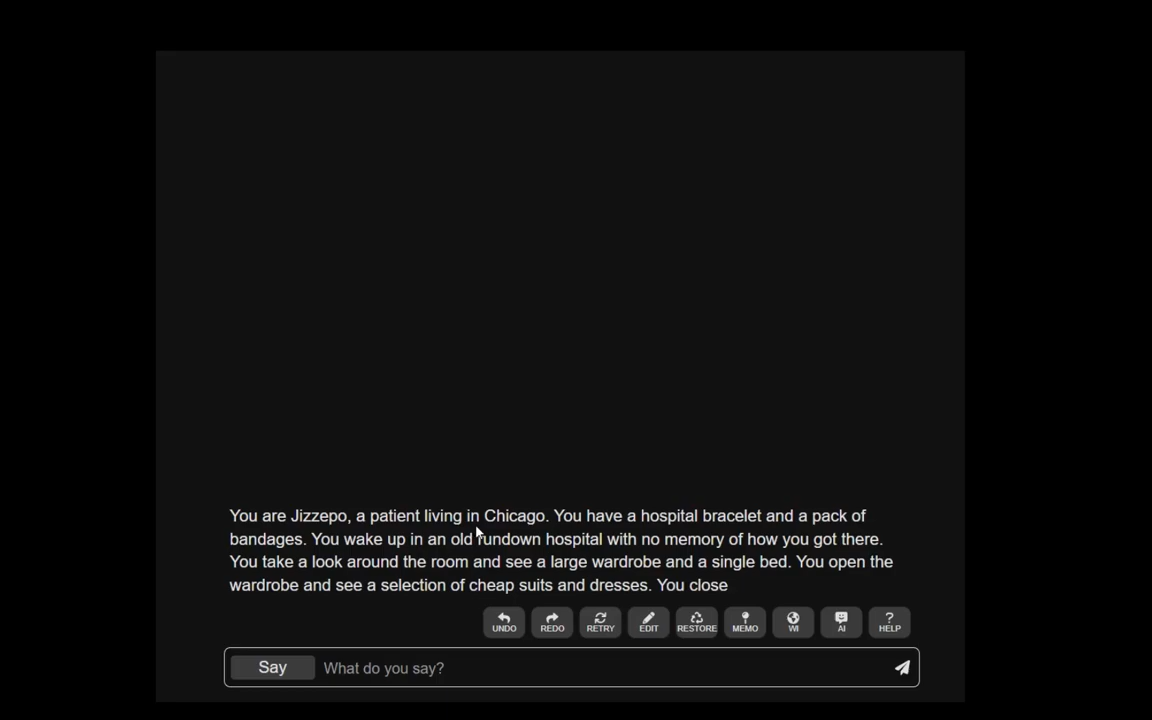 You are Jizzepo, a patient living in Chicago. You have a hospital bracelet and a pack of
bandages. You wake up in an old rundown hospital with no memory of how you got there.
You take a look around the room and see a large wardrobe and a single bed. You open the
wardrobe and see a selection of cheap suits and dresses. You close
UNDO REDO RETRY EDIT RESTORE MEMO WI AI HELP
Say What do you say?